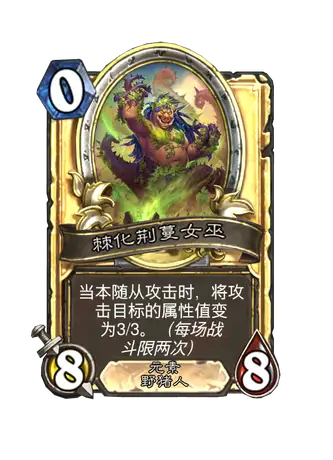 0
棘化荆蔓女巫
当本随从攻击时，将攻
击目标的属性值变
为3/3。（每场战
斗限两次）
元素
野猪人
8
8